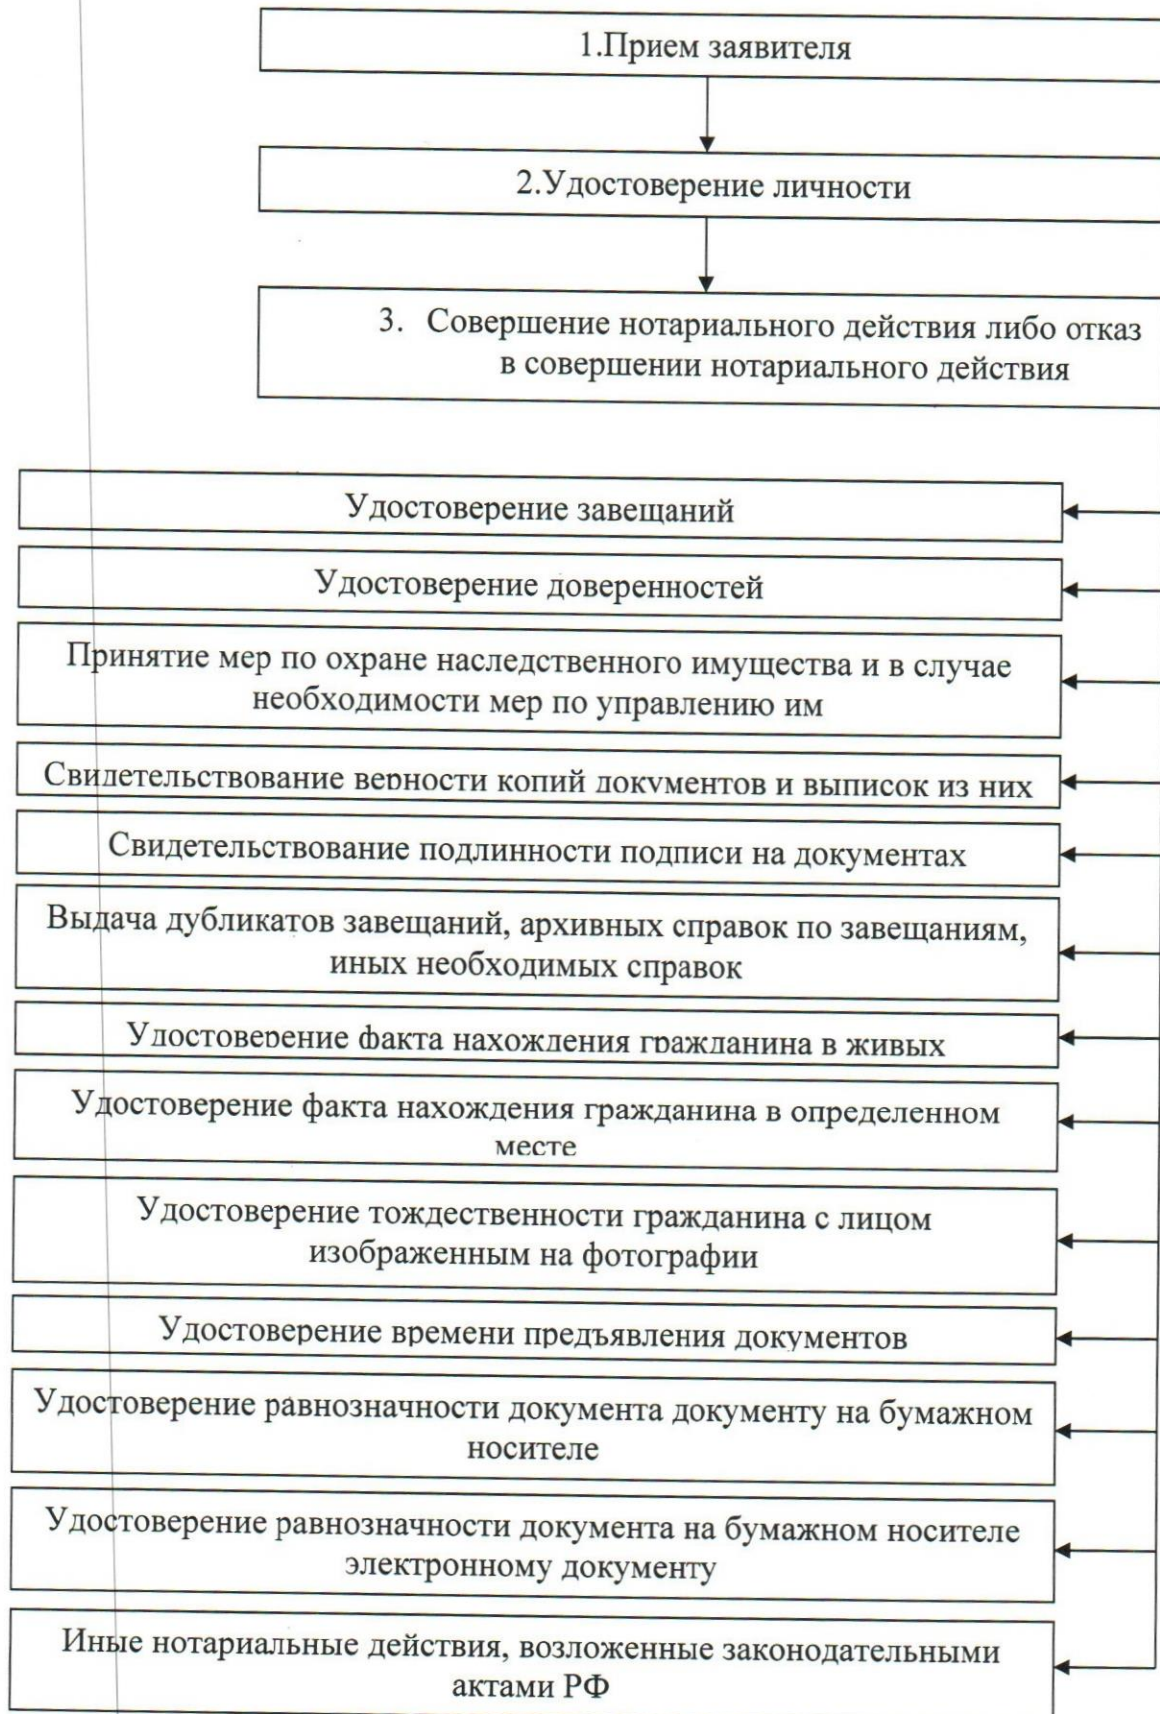 1.Прием заявителя
2.Удостоверение личности
3. Совершение нотариального действия либо отказ
в совершении нотариального действия
Удостоверение завещаний
Удостоверение доверенностей
Принятие мер по охране наследственного имущества и в случае
необходимости мер по управлению им
Свидетельствование верности копий документов и выписок из них
Свидетельствование подлинности подписи на документах
Выдача дубликатов завещаний, архивных справок по завещаниям,
иных необходимых справок
Удостоверение факта нахождения гражданина в живых
Удостоверение факта нахождения гражданина в определенном
месте
Удостоверение тождественности гражданина с лицом
изображенным на фотографии
Удостоверение времени предъявления документов
Удостоверение равнозначности документа документу на бумажном
носителе
Удостоверение равнозначности документа на бумажном носителе
электронному документу
Иные нотариальные действия, возложенные законодательными
актами РФ